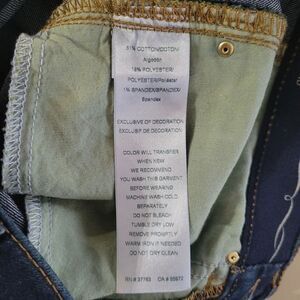 81% COTTON/COTON/
Algodón
18% POLYESTER/
POLYESTER/Poliéster
1% SPANDEX/SPANDEX/
Spandex
EXCLUSIVE OF DECORATION
EXCLUSIF DE DECORATION
COLOR WILL TRANSFER
WHEN NEW
WE RECOMMEND
YOU WASH THIS GARMENT
BEFORE WEARING
MACHINE WASH COLD
SEPARATELY
DO NOT BLEACH
TUMBLE DRY LOW
REMOVE PROMPTLY
WARM IRON IF NEEDED
DO NOT DRY CLEAN
RN # 37763 CA # 55672